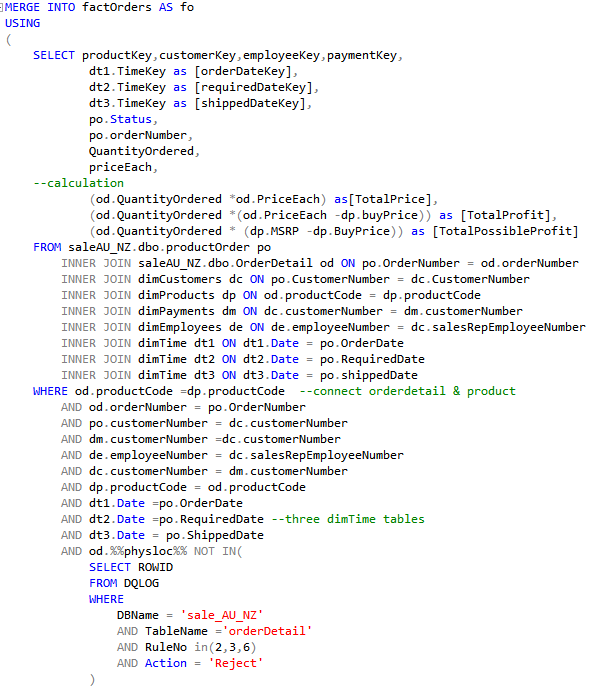 MERGE INTO factOrders AS fo
USING
(
    SELECT productKey,customerKey,employeeKey,paymentKey,
            dt1.TimeKey as [orderDateKey],
            dt2.TimeKey as [requiredDateKey],
            dt3.TimeKey as [shippedDateKey],
            po.Status,
            po.orderNumber,
            QuantityOrdered,
            priceEach,
    --calculation
            (od.QuantityOrdered *od.PriceEach) as[TotalPrice],
            (od.QuantityOrdered *(od.PriceEach -dp.buyPrice)) as [TotalProfit],
            (od.QuantityOrdered * (dp.MSRP -dp.BuyPrice)) as [TotalPossibleProfit]
    FROM saleAU_NZ.dbo.productOrder po
        INNER JOIN saleAU_NZ.dbo.OrderDetail od ON po.OrderNumber = od.orderNumber
        INNER JOIN dimCustomers dc ON po.CustomerNumber = dc.CustomerNumber
        INNER JOIN dimProducts dp ON od.productCode = dp.productCode
        INNER JOIN dimPayments dm ON dc.customerNumber = dm.customerNumber
        INNER JOIN dimEmployees de ON de.employeeNumber = dc.salesRepEmployeeNumber
        INNER JOIN dimTime dt1 ON dt1.Date = po.OrderDate
        INNER JOIN dimTime dt2 ON dt2.Date = po.RequiredDate
        INNER JOIN dimTime dt3 ON dt3.Date = po.shippedDate
    WHERE od.productCode =dp.productCode  --connect orderdetail & product
        AND od.orderNumber = po.OrderNumber
        AND po.customerNumber = dc.customerNumber
        AND dm.customerNumber =dc.customerNumber
        AND de.employeeNumber = dc.salesRepEmployeeNumber
        AND dc.customerNumber = dm.customerNumber
        AND dp.productCode = od.productCode
        AND dt1.Date =po.OrderDate
        AND dt2.Date =po.RequiredDate --three dimTime tables
        AND dt3.Date = po.ShippedDate
        AND od.%%physloc%% NOT IN(
            SELECT ROWID
            FROM DQLOG
            WHERE
                DBName = 'sale_AU_NZ'
                AND TableName ='orderDetail'
                AND RuleNo in(2,3,6)
                AND Action = 'Reject'
            )